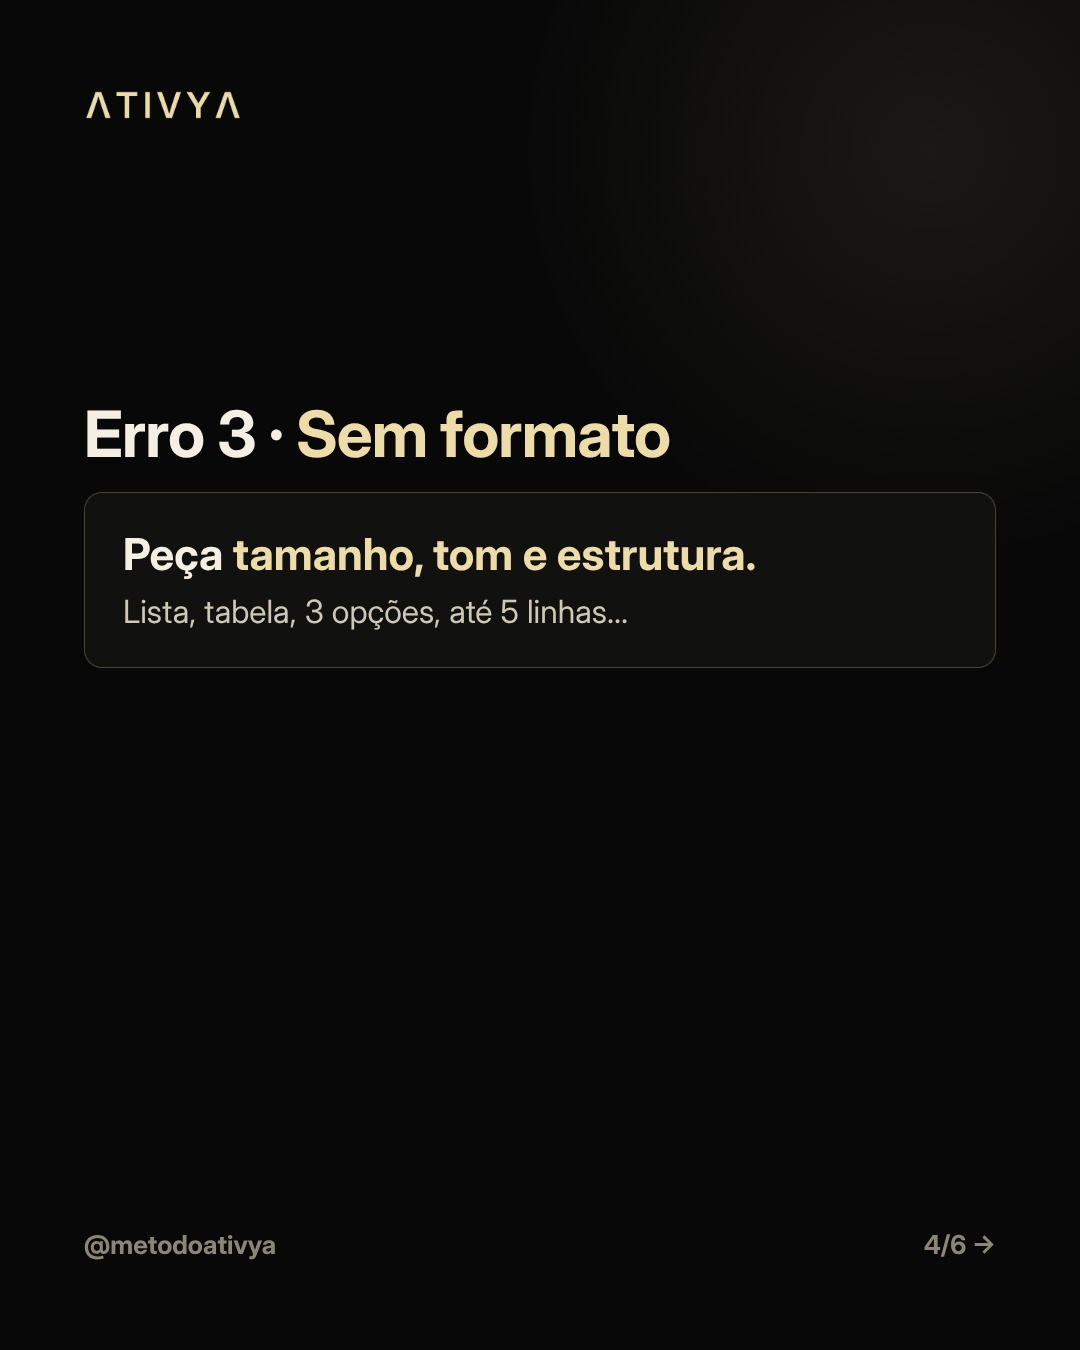 ATIVYA
Erro 3 · Sem formato
Peça tamanho, tom e estrutura.
Lista, tabela, 3 opções, até 5 linhas...
@metodoativya
4/6 →